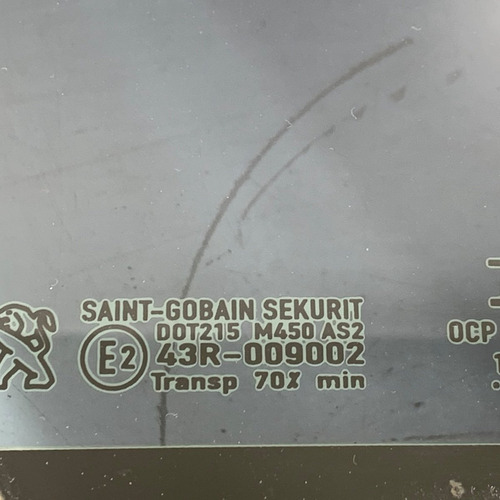 SAINT-GOBAIN SEKURIT
DOT215 M450 AS2
E2 43R-009002
Transp 70% min
OCP